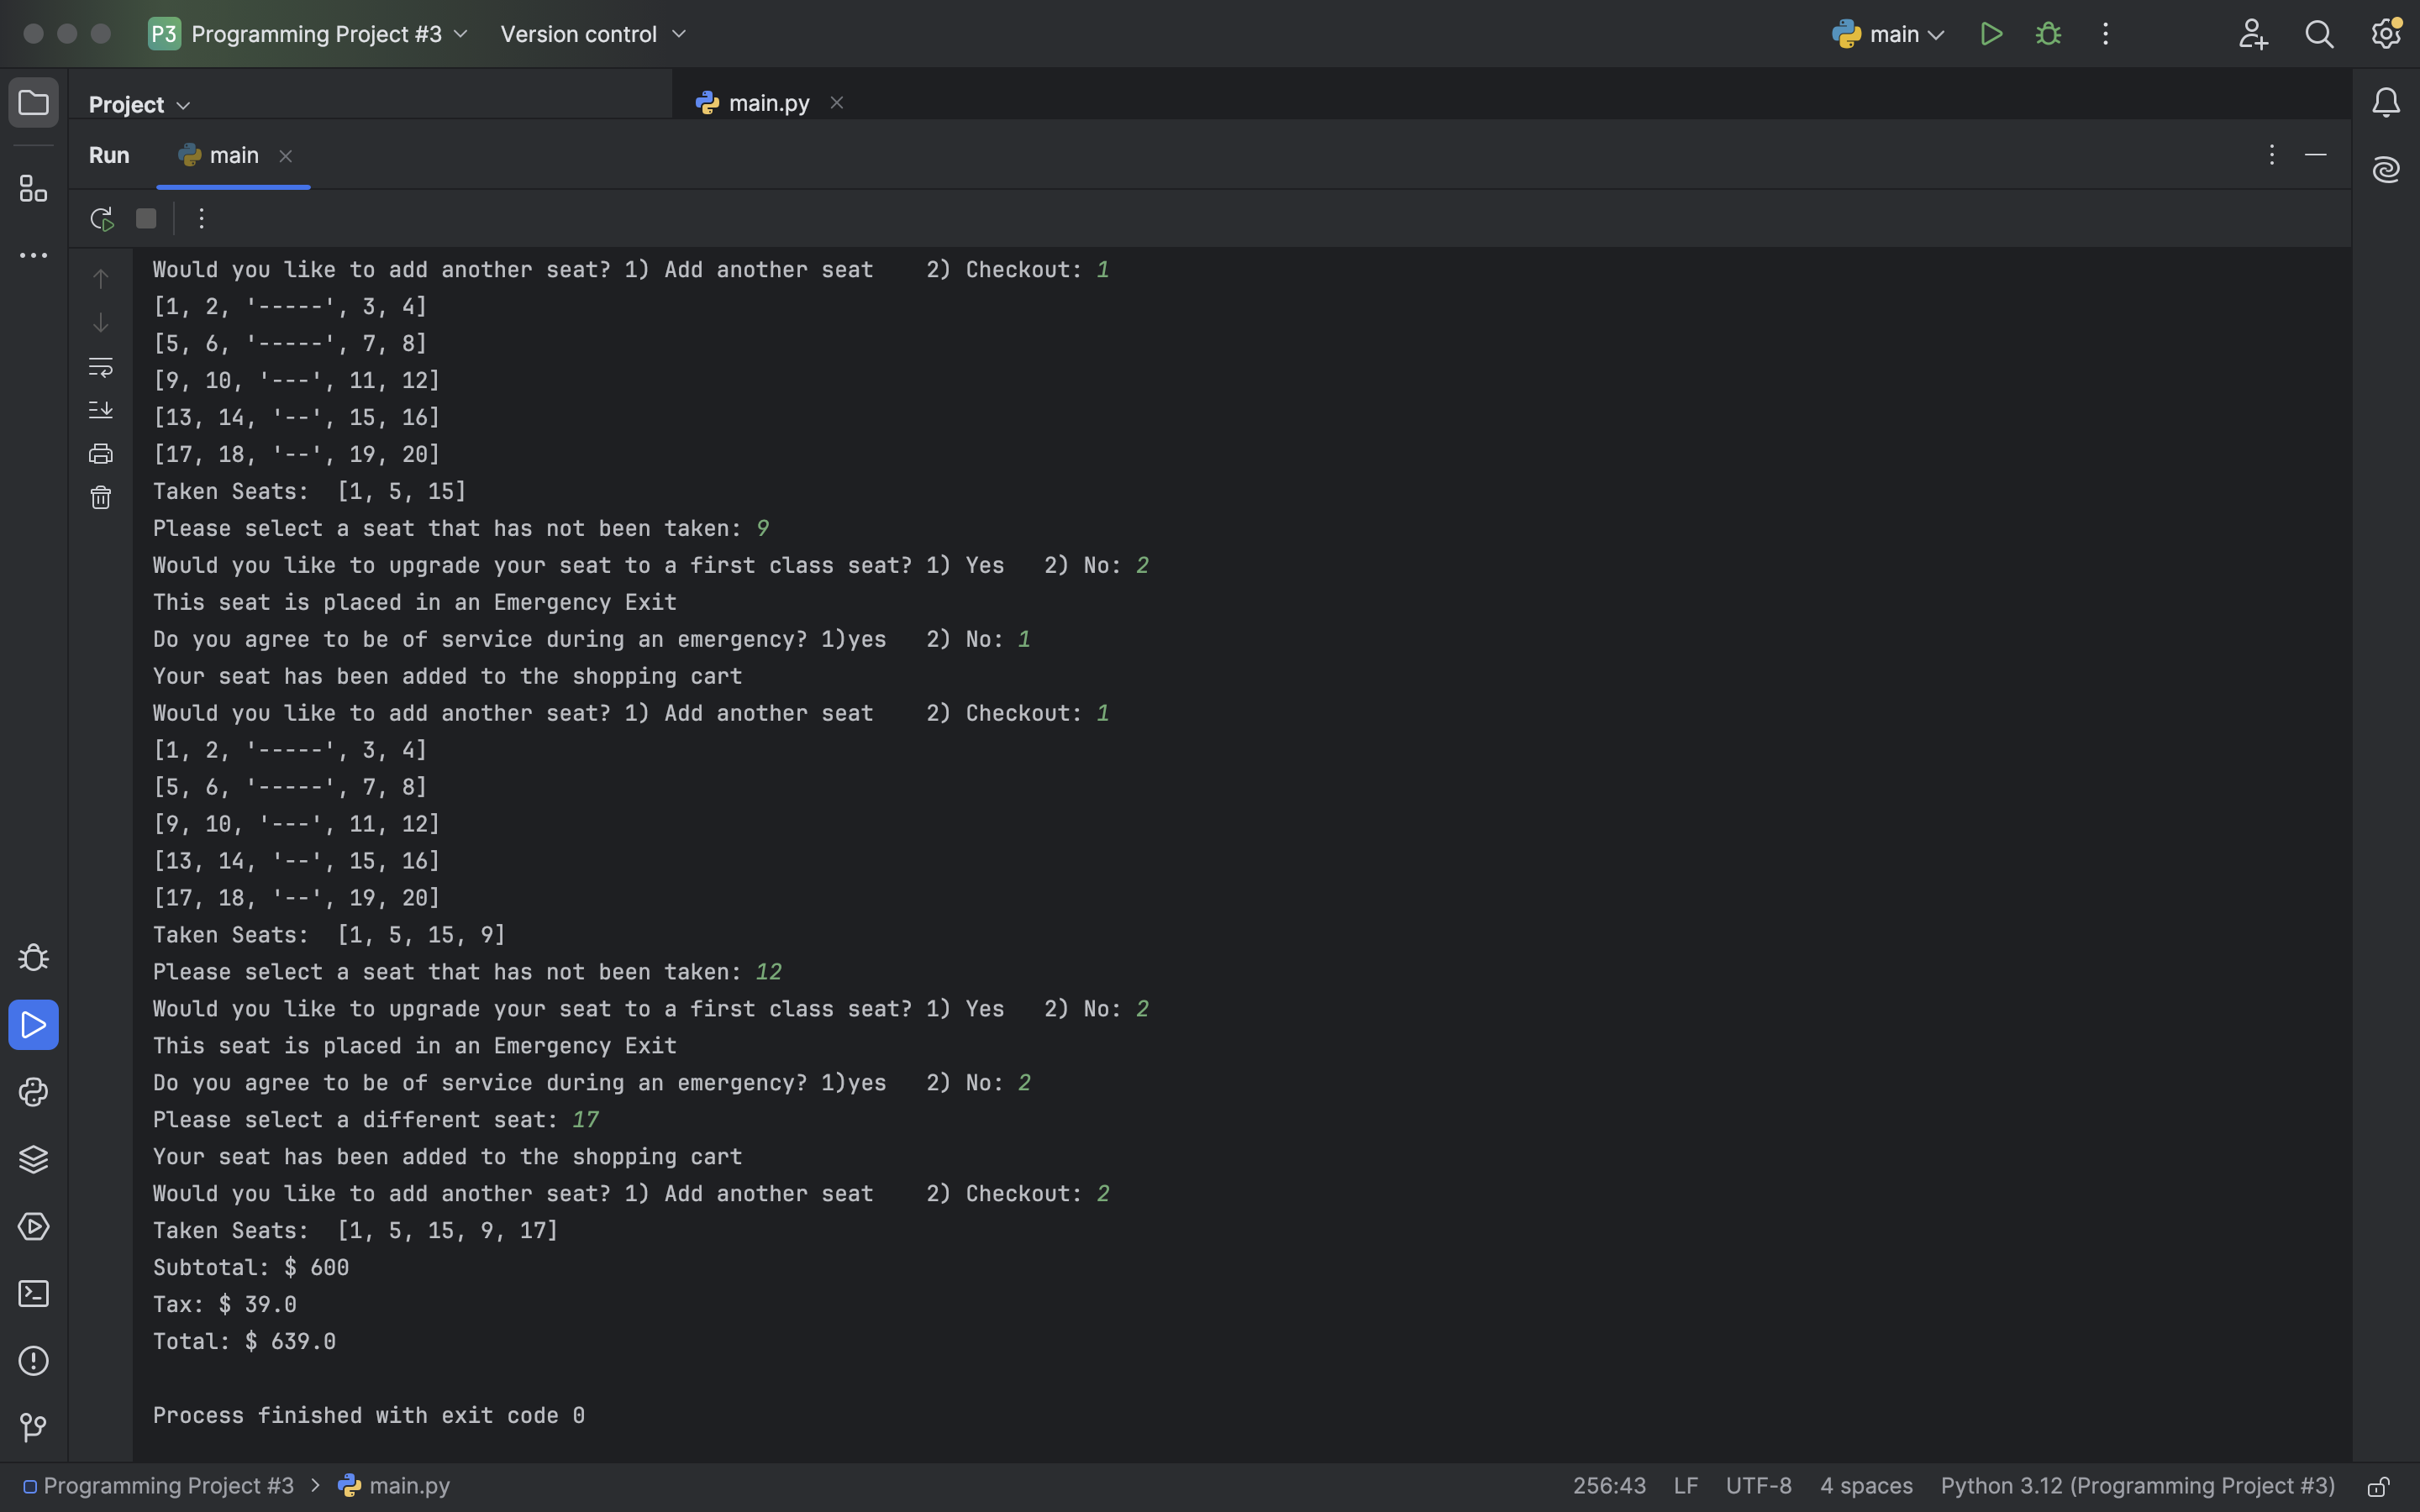 P3 Programming Project #3 Version control main
Project main.py
Run main
Would you like to add another seat? 1) Add another seat    2) Checkout: 1
[1, 2, '-----', 3, 4]
[5, 6, '-----', 7, 8]
[9, 10, '---', 11, 12]
[13, 14, '--', 15, 16]
[17, 18, '--', 19, 20]
Taken Seats:  [1, 5, 15]
Please select a seat that has not been taken: 9
Would you like to upgrade your seat to a first class seat? 1) Yes   2) No: 2
This seat is placed in an Emergency Exit
Do you agree to be of service during an emergency? 1)yes   2) No: 1
Your seat has been added to the shopping cart
Would you like to add another seat? 1) Add another seat    2) Checkout: 1
[1, 2, '-----', 3, 4]
[5, 6, '-----', 7, 8]
[9, 10, '---', 11, 12]
[13, 14, '--', 15, 16]
[17, 18, '--', 19, 20]
Taken Seats:  [1, 5, 15, 9]
Please select a seat that has not been taken: 12
Would you like to upgrade your seat to a first class seat? 1) Yes   2) No: 2
This seat is placed in an Emergency Exit
Do you agree to be of service during an emergency? 1)yes   2) No: 2
Please select a different seat: 17
Your seat has been added to the shopping cart
Would you like to add another seat? 1) Add another seat    2) Checkout: 2
Taken Seats:  [1, 5, 15, 9, 17]
Subtotal: $ 600
Tax: $ 39.0
Total: $ 639.0
Process finished with exit code 0
Programming Project #3 > main.py 256:43 LF UTF-8 4 spaces Python 3.12 (Programming Project #3)